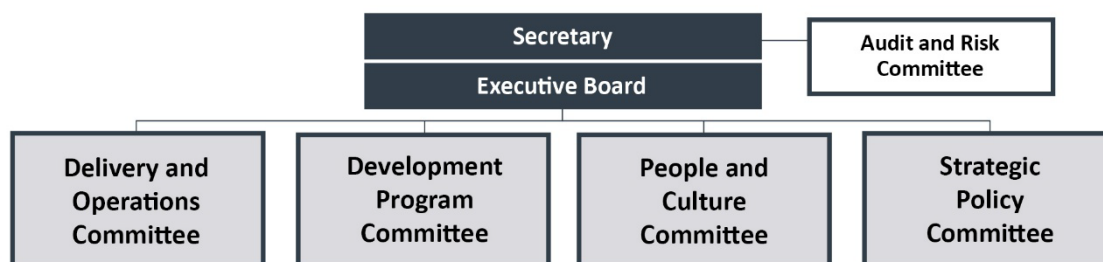 Secretary
Audit and Risk
Committee
Executive Board
Delivery and
Operations
Committee
Development
Program
Committee
People and
Culture
Committee
Strategic
Policy
Committee